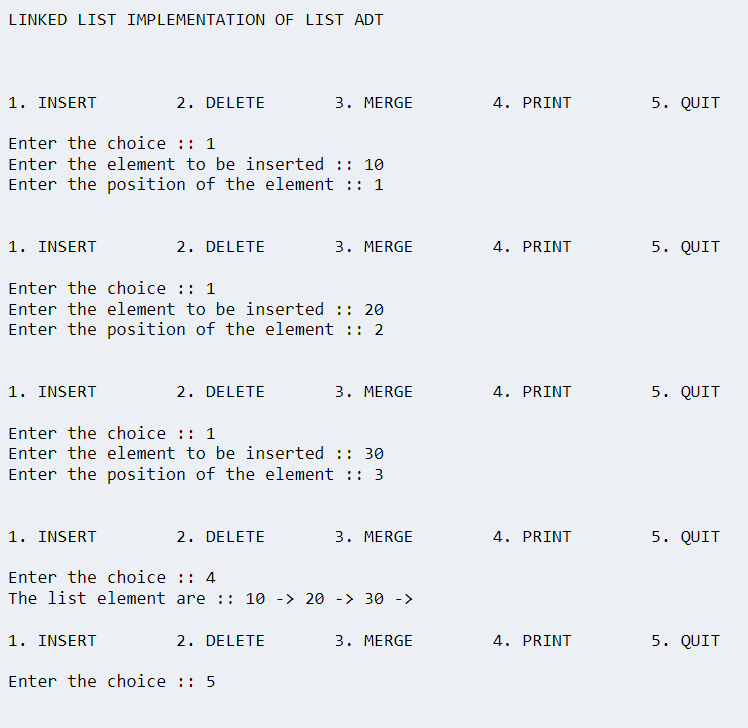 LINKED LIST IMPLEMENTATION OF LIST ADT
1. INSERT 2. DELETE 3. MERGE 4. PRINT 5. QUIT
Enter the choice :: 1
Enter the element to be inserted :: 10
Enter the position of the element :: 1
1. INSERT 2. DELETE 3. MERGE 4. PRINT 5. QUIT
Enter the choice :: 1
Enter the element to be inserted :: 20
Enter the position of the element :: 2
1. INSERT 2. DELETE 3. MERGE 4. PRINT 5. QUIT
Enter the choice :: 1
Enter the element to be inserted :: 30
Enter the position of the element :: 3
1. INSERT 2. DELETE 3. MERGE 4. PRINT 5. QUIT
Enter the choice :: 4
The list element are :: 10 -> 20 -> 30 ->
1. INSERT 2. DELETE 3. MERGE 4. PRINT 5. QUIT
Enter the choice :: 5